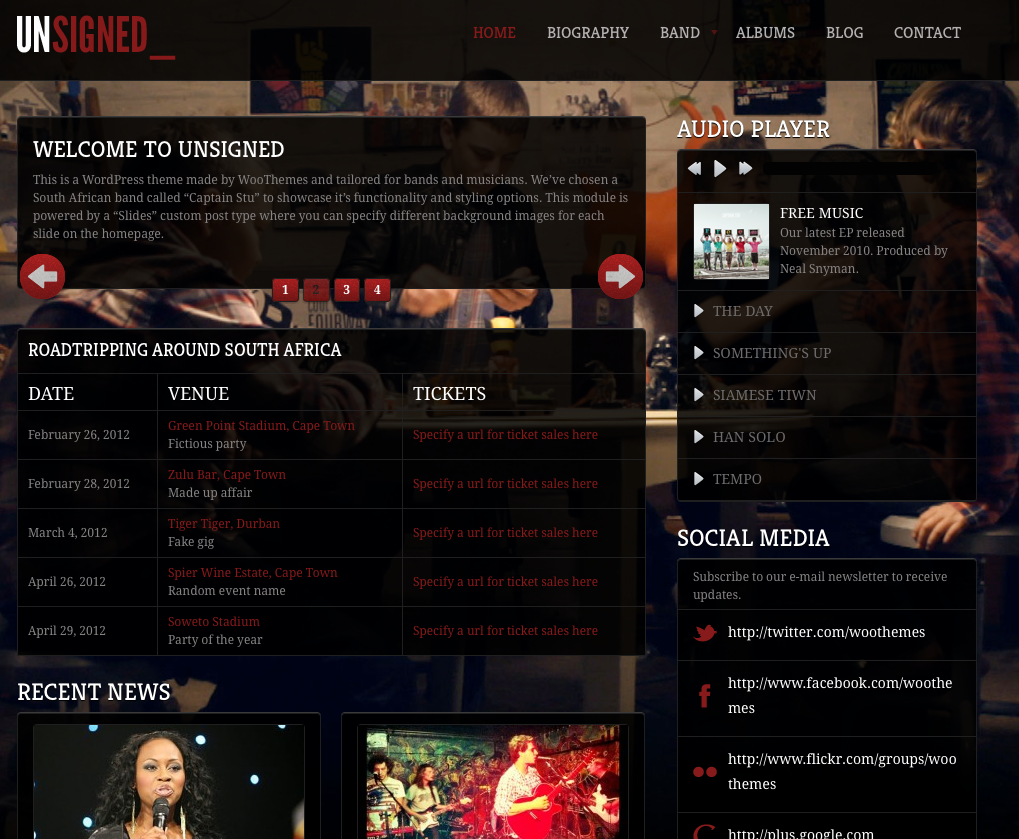 UNSIGNED_
HOME BIOGRAPHY BAND ALBUMS BLOG CONTACT
WELCOME TO UNSIGNED
This is a WordPress theme made by WooThemes and tailored for bands and musicians. We've chosen a
South African band called “Captain Stu” to showcase it’s functionality and styling options. This module is
powered by a “Slides” custom post type where you can specify different background images for each
slide on the homepage.
1 2 3 4
ROADTRIPPING AROUND SOUTH AFRICA
DATE VENUE TICKETS
February 26, 2012 Green Point Stadium, Cape Town Specify a url for ticket sales here
Fictious party
February 28, 2012 Zulu Bar, Cape Town Specify a url for ticket sales here
Made up affair
March 4, 2012 Tiger Tiger, Durban Specify a url for ticket sales here
Fake gig
April 26, 2012 Spier Wine Estate, Cape Town Specify a url for ticket sales here
Random event name
April 29, 2012 Soweto Stadium Specify a url for ticket sales here
Party of the year
RECENT NEWS
AUDIO PLAYER
FREE MUSIC
Our latest EP released
November 2010. Produced by
Neal Snyman.
THE DAY
SOMETHING'S UP
SIAMESE TIWN
HAN SOLO
TEMPO
SOCIAL MEDIA
Subscribe to our e-mail newsletter to receive
updates.
http://twitter.com/woothemes
http://www.facebook.com/woothe
mes
http://www.flickr.com/groups/woo
themes
http://plus.google.com